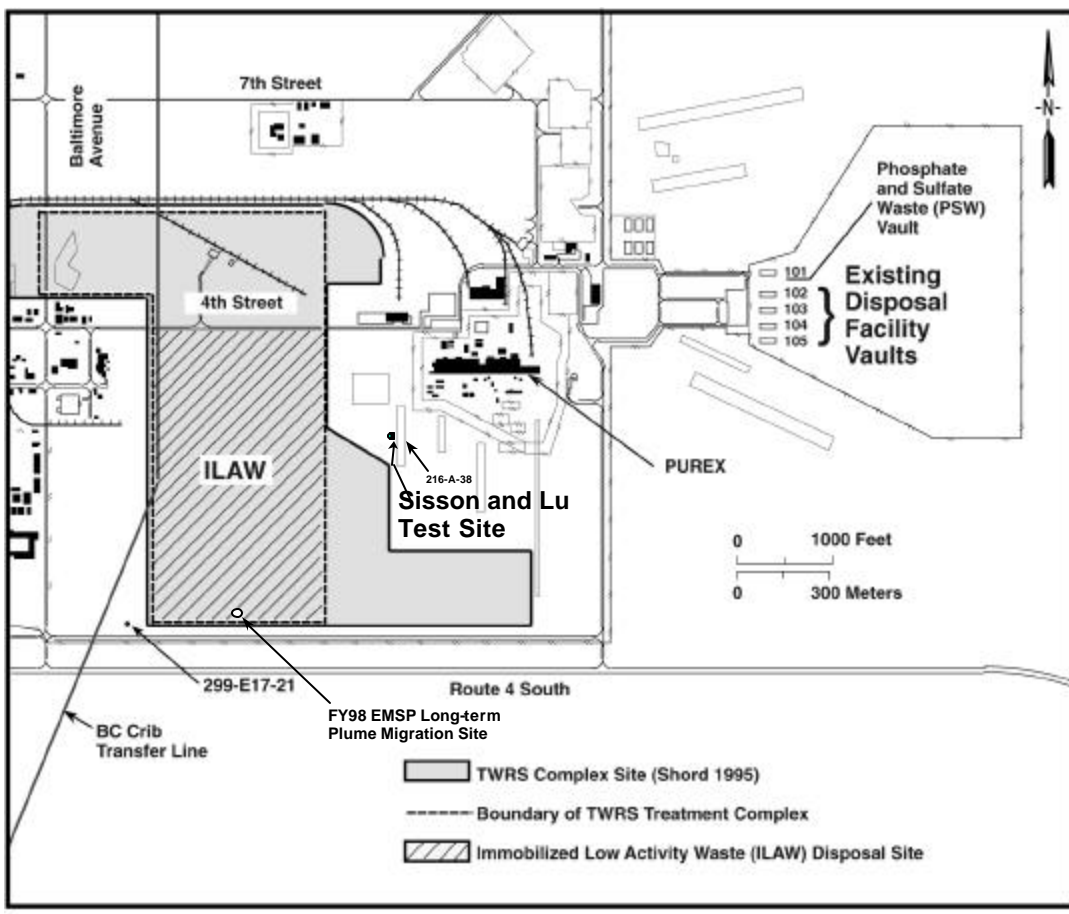 7th Street
Baltimore
Avenue
-N-
Phosphate
and Sulfate
Waste (PSW)
Vault
101
102
103
104
105
}
Existing
Disposal
Facility
Vaults
4th Street
ILAW
216-A-38
Sisson and Lu
Test Site
PUREX
0 1000 Feet
0 300 Meters
299-E17-21
Route 4 South
FY98 EMSP Long-term
Plume Migration Site
BC Crib
Transfer Line
TWRS Complex Site (Shord 1995)
Boundary of TWRS Treatment Complex
Immobilized Low Activity Waste (ILAW) Disposal Site